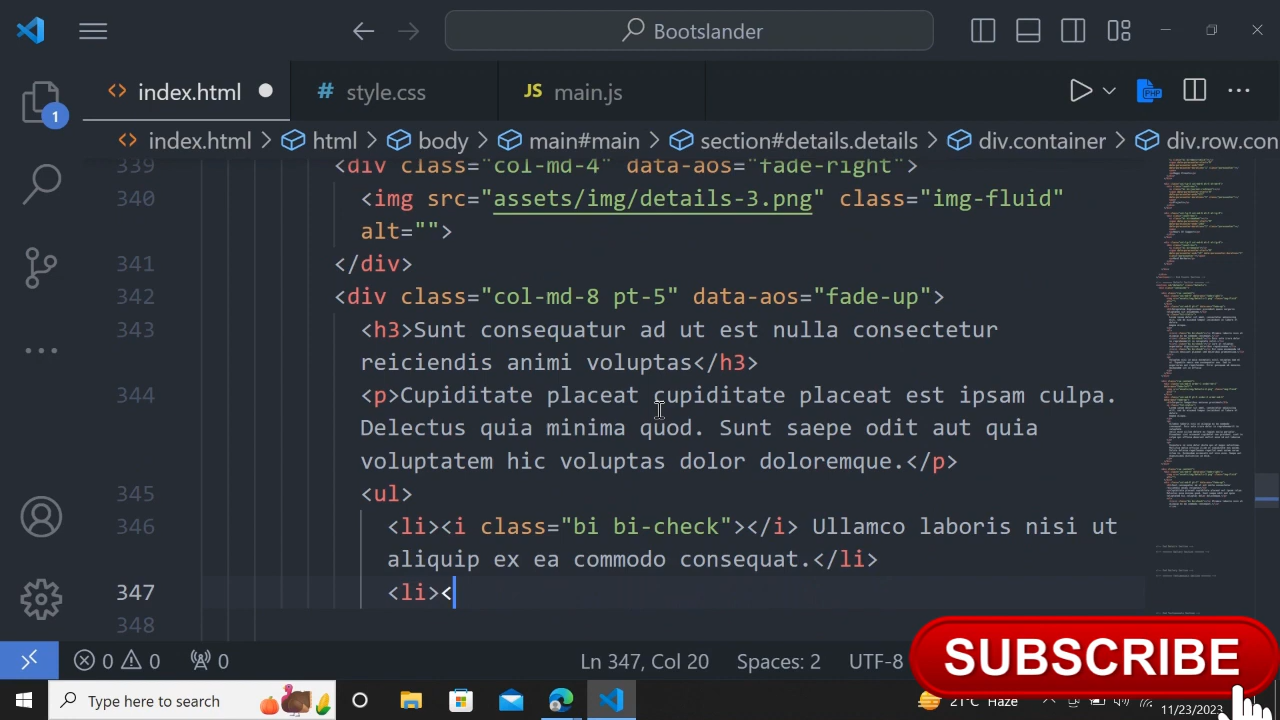 Bootslander
index.html
style.css
JS main.js
PHP
1
index.html > html > body > main#main > section#details.details > div.container > div.row.con
339 <div class="col-md-4" data-aos="fade-right">
340 <img src="assets/img/details-3.png" class="img-fluid"
alt="">
341 </div>
342 <div class="col-md-8 pt-5" data-aos="fade-up">
343 <h3>Sunt consequatur ad ut est nulla consectetur
reiciendis animi voluptas</h3>
344 <p>Cupiditate placeat cupiditate placeat est ipsam culpa.
Delectus quia minima quod. Sunt saepe odit aut quia
voluptatem hic voluptas dolor doloremque.</p>
345 <ul>
346 <li><i class="bi bi-check"></i> Ullamco laboris nisi ut
aliquip ex ea commodo consequat.</li>
347 <li><
348
0 0 0
Ln 347, Col 20 Spaces: 2 UTF-8
SUBSCRIBE
Type here to search
21°C Haze
11/23/2023